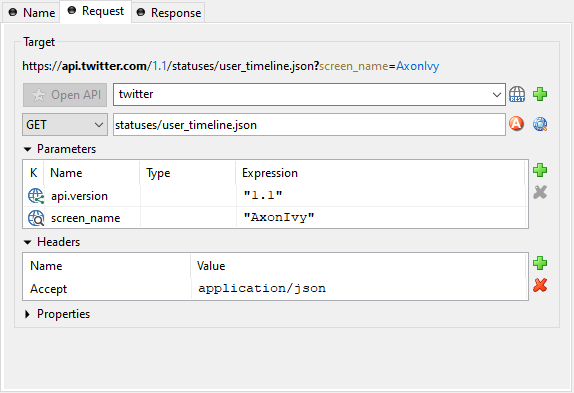 Name Request Response
Target
https://api.twitter.com/1.1/statuses/user_timeline.json?screen_name=AxonIvy
Open API twitter REST
GET statuses/user_timeline.json A
Parameters
K Name Type Expression
api.version "1.1"
screen_name "AxonIvy"
Headers
Name Value
Accept application/json
Properties